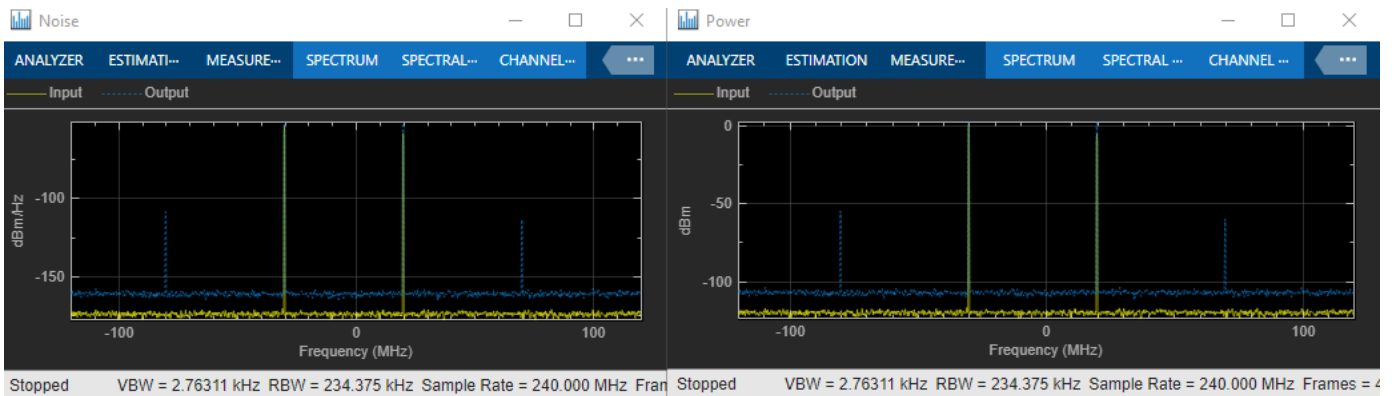 Noise
ANALYZER ESTIMATI··· MEASURE··· SPECTRUM SPECTRAL··· CHANNEL··· ···
Input Output
-100
-150
dBm/Hz
-100 0 100
Frequency (MHz)
Stopped VBW = 2.76311 kHz RBW = 234.375 kHz Sample Rate = 240.000 MHz Fran
Power
ANALYZER ESTIMATION MEASURE··· SPECTRUM SPECTRAL ··· CHANNEL ··· ···
Input Output
0
-50
-100
dBm
-100 0 100
Frequency (MHz)
Stopped VBW = 2.76311 kHz RBW = 234.375 kHz Sample Rate = 240.000 MHz Frames = 4